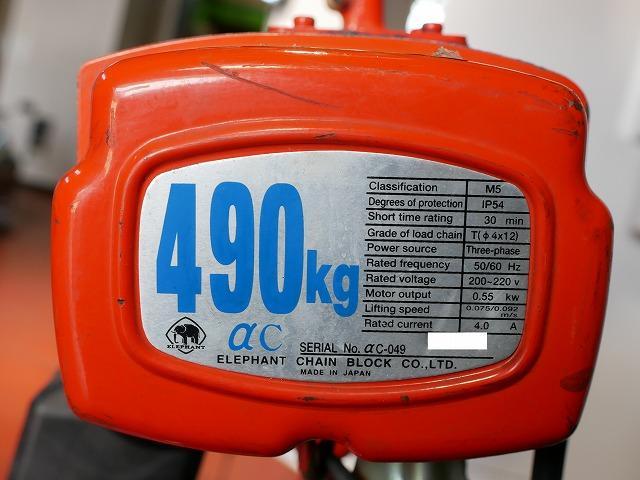 490kg
αC
ELEPHANT
Classification M5
Degrees of protection IP54
Short time rating 30 min
Grade of load chain T(φ4x12)
Power source Three-phase
Rated frequency 50/60 Hz
Rated voltage 200~220 v
Motor output 0.55 kw
Lifting speed 0.075/0.092 m/s
Rated current 4.0 A
SERIAL No. αC-049
ELEPHANT CHAIN BLOCK CO.,LTD.
MADE IN JAPAN